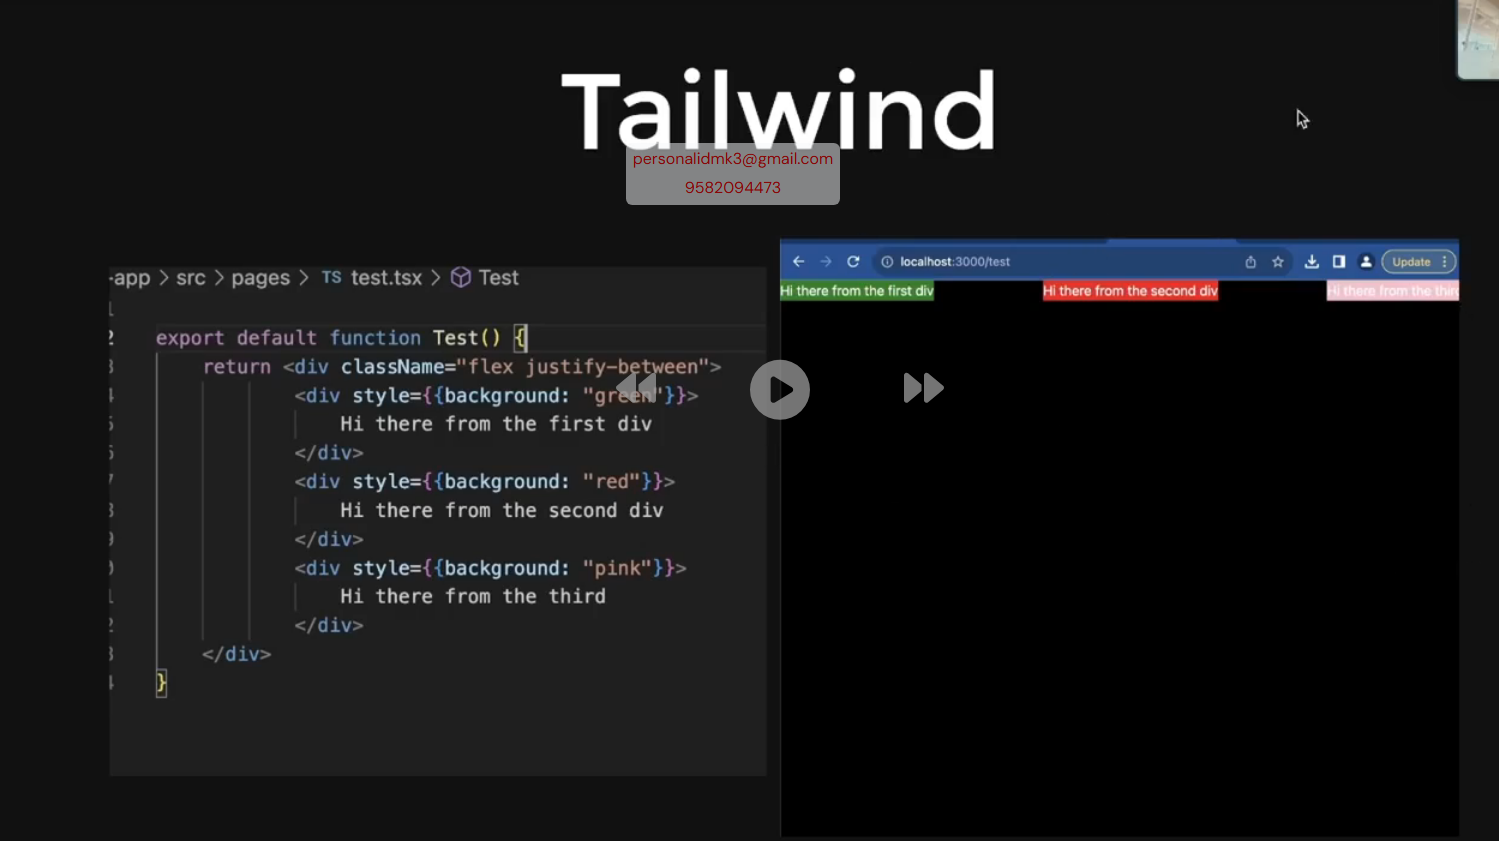 Tailwind
personalidmk3@gmail.com
9582094473
-app > src > pages > TS test.tsx > Test
export default function Test() {
return <div className="flex justify-between">
<div style={{background: "green"}}>
Hi there from the first div
</div>
<div style={{background: "red"}}>
Hi there from the second div
</div>
<div style={{background: "pink"}}>
Hi there from the third
</div>
</div>
}
localhost:3000/test
Update
Hi there from the first div
Hi there from the second div
Hi there from the third